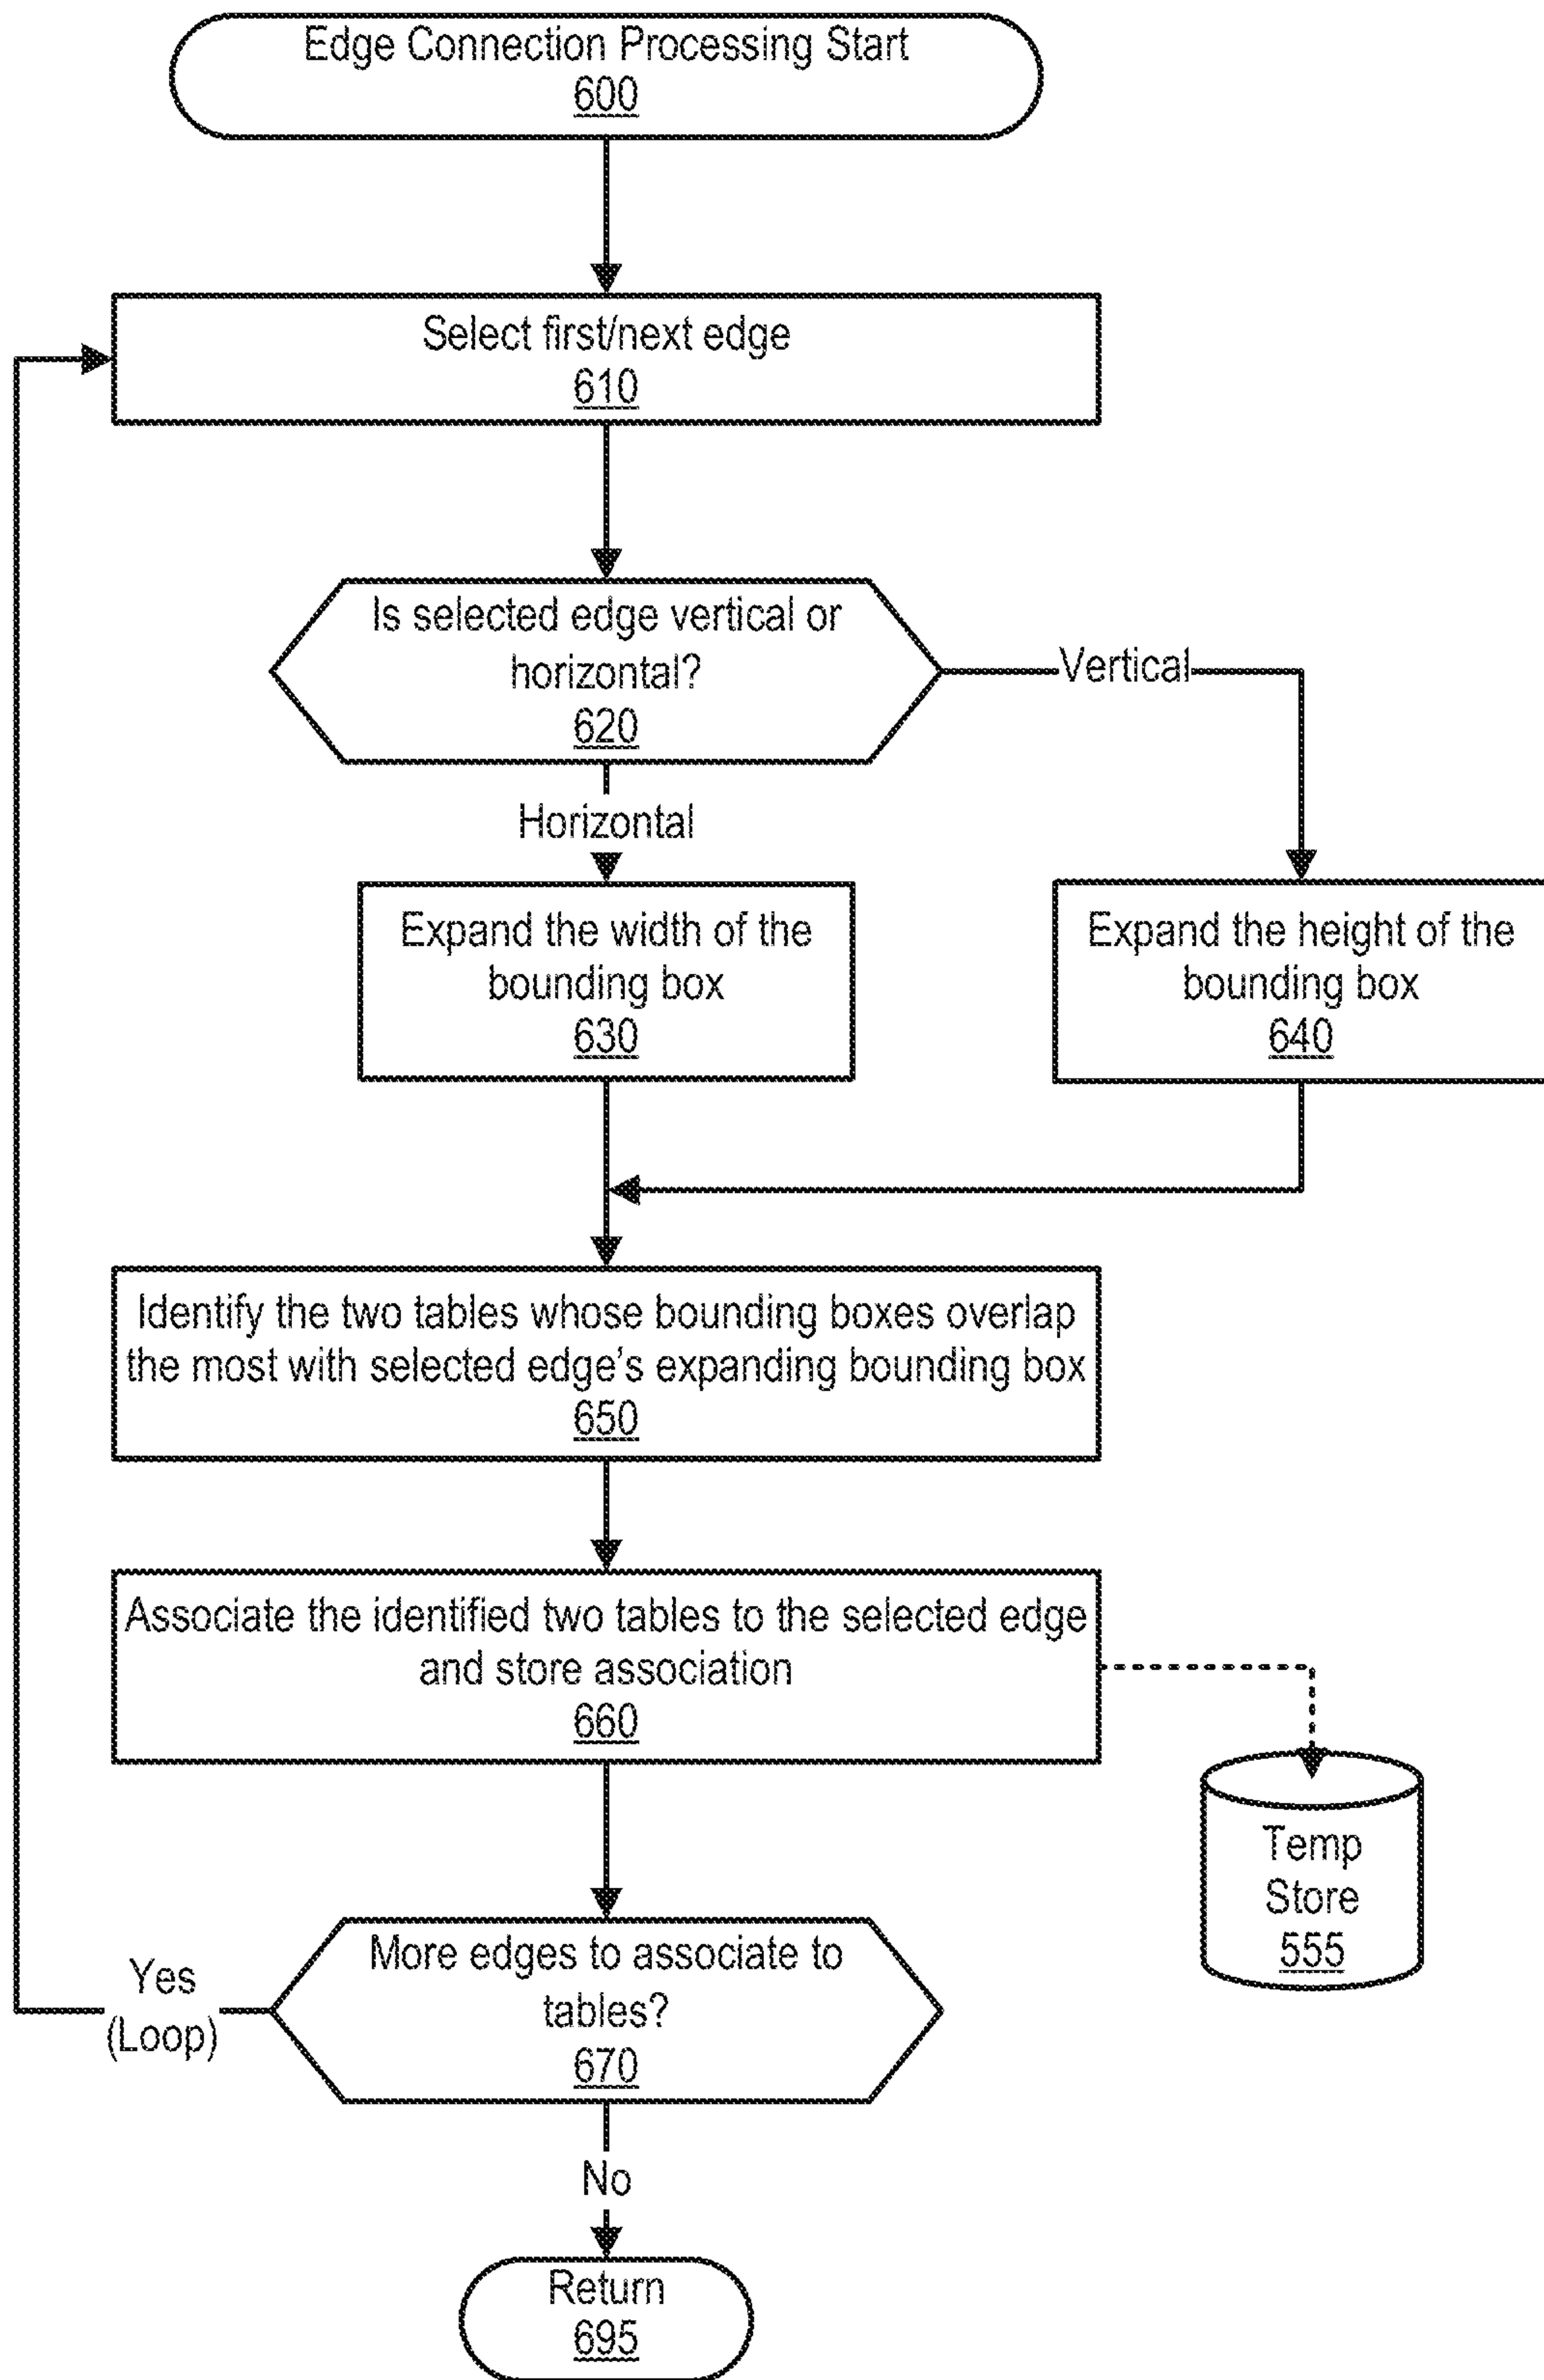 Edge Connection Processing Start
600
Select first/next edge
610
Is selected edge vertical or
horizontal?
620
Vertical
Horizontal
Expand the width of the
bounding box
630
Expand the height of the
bounding box
640
Identify the two tables whose bounding boxes overlap
the most with selected edge's expanding bounding box
650
Associate the identified two tables to the selected edge
and store association
660
Temp
Store
555
More edges to associate to
tables?
670
Yes
(Loop)
No
Return
695